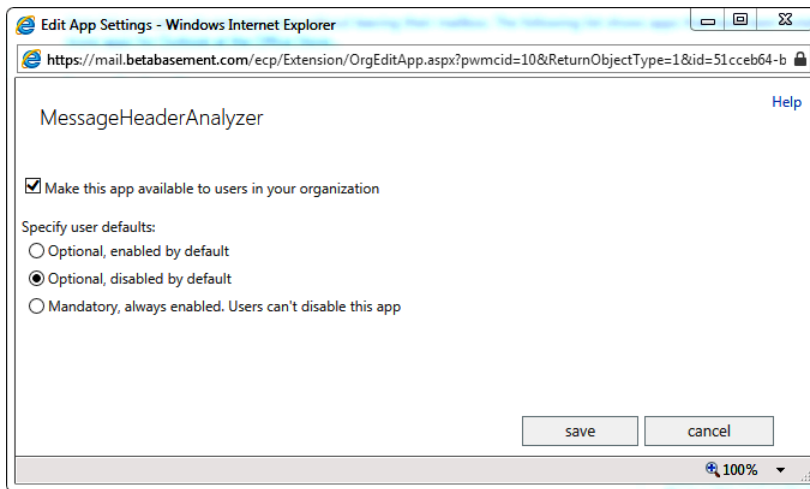 Edit App Settings - Windows Internet Explorer
https://mail.betabasement.com/ecp/Extension/OrgEditApp.aspx?pwmcid=10&ReturnObjectType=1&id=51cceb64-b
Help
MessageHeaderAnalyzer
Make this app available to users in your organization
Specify user defaults:
Optional, enabled by default
Optional, disabled by default
Mandatory, always enabled. Users can't disable this app
save cancel
100%